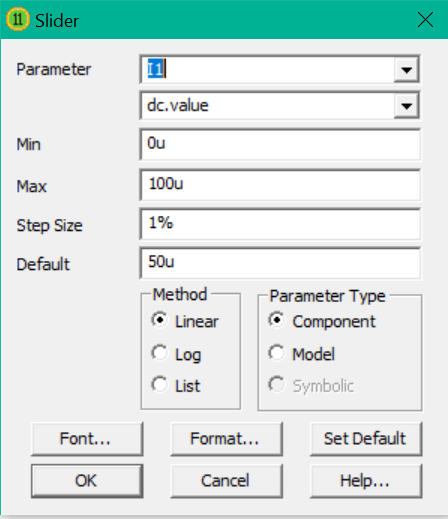 11 Slider
Parameter I1
dc.value
Min 0u
Max 100u
Step Size 1%
Default 50u
Method Parameter Type
Linear Component
Log Model
List Symbolic
Font... Format... Set Default
OK Cancel Help...